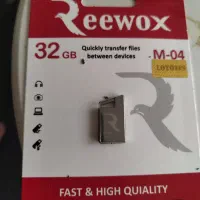 Reewox
32 GB
Quickly transfer files
between devices
M-04
FAST & HIGH QUALITY